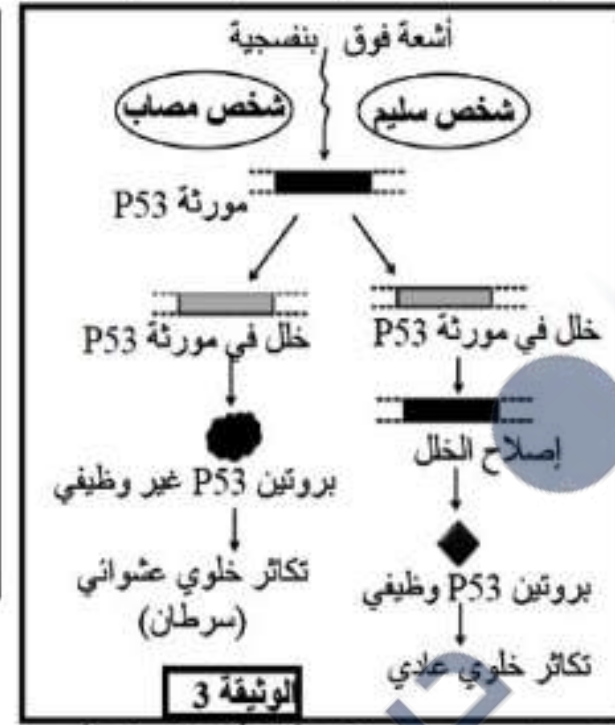 أشعة فوق بنفسجية
شخص سليم
شخص مصاب
مورثة P53
خلل في مورثة P53
إصلاح الخلل
بروتين P53 وظيفي
تكاثر خلوي عادي
خلل في مورثة P53
بروتين P53 غير وظيفي
تكاثر خلوي عشوائي
(سرطان)
الوثيقة 3